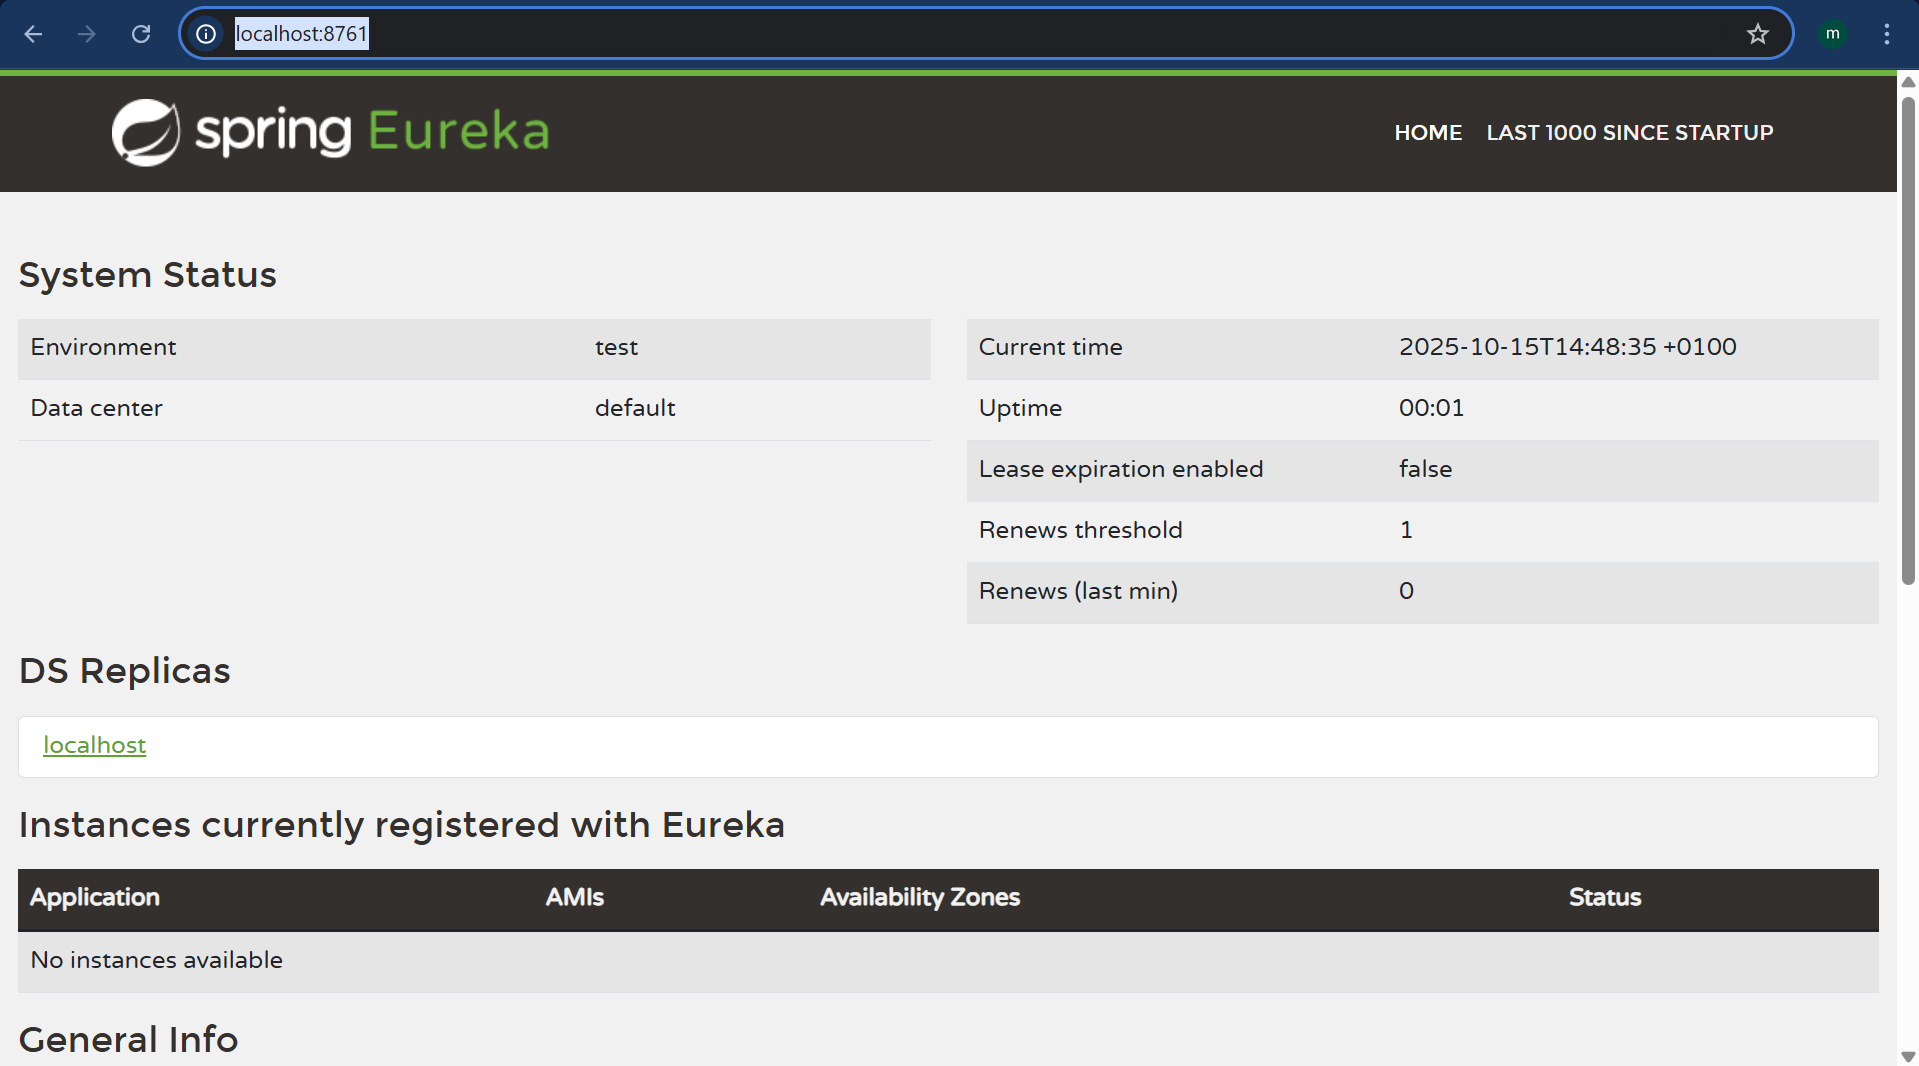 localhost:8761
m
spring Eureka
HOME LAST 1000 SINCE STARTUP
System Status
Environment test
Data center default
Current time 2025-10-15T14:48:35 +0100
Uptime 00:01
Lease expiration enabled false
Renews threshold 1
Renews (last min) 0
DS Replicas
localhost
Instances currently registered with Eureka
Application AMIs Availability Zones Status
No instances available
General Info